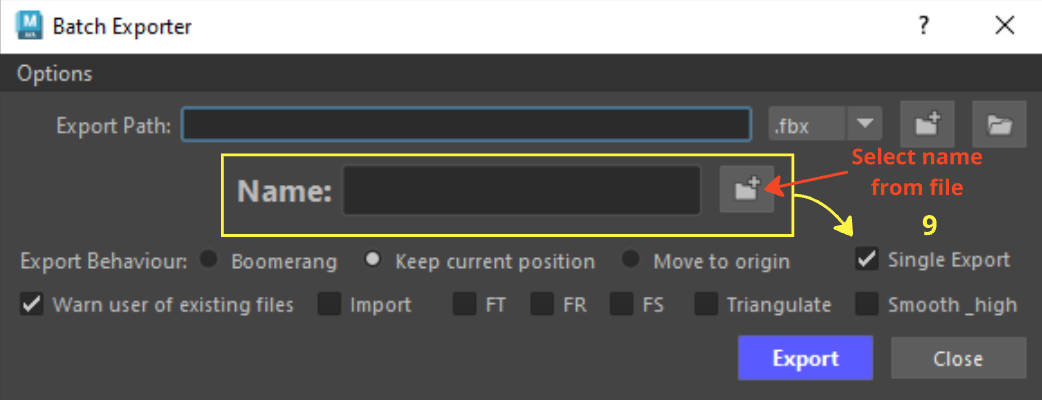 Batch Exporter
Options
Export Path:
.fbx
Select name
from file
Name:
9
Export Behaviour: Boomerang Keep current position Move to origin Single Export
Warn user of existing files Import FT FR FS Triangulate Smooth _high
Export Close